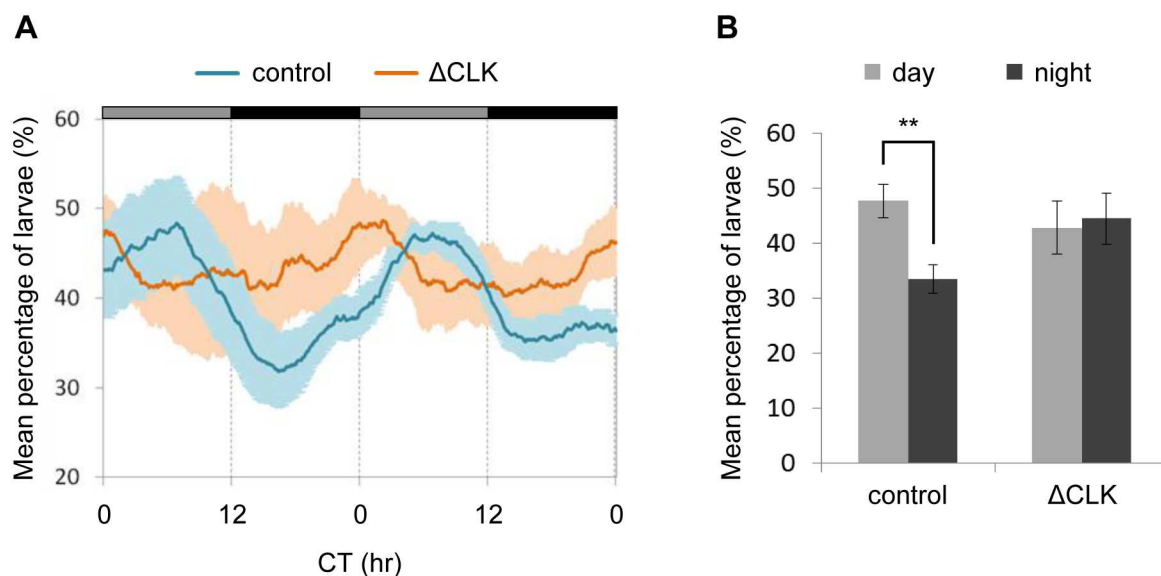 A
control ΔCLK
Mean percentage of larvae (%)
60
50
40
30
20
0 12 0 12 0
CT (hr)
B
day night
Mean percentage of larvae (%)
**
60
50
40
30
20
10
0
control ΔCLK